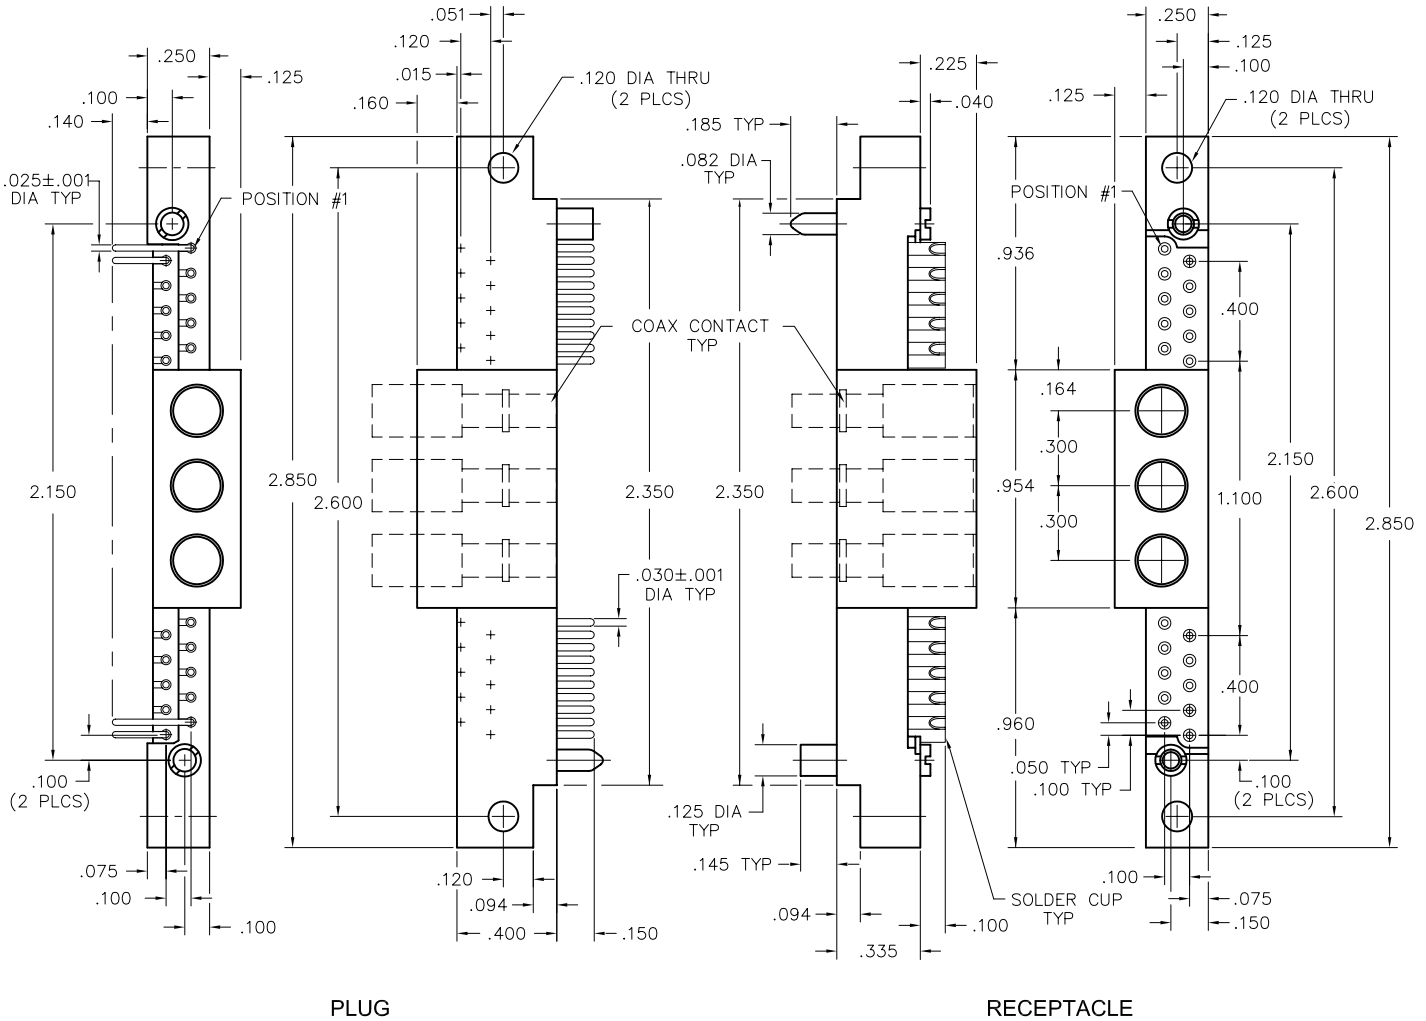 .051
.250
.120
.125
.015
.120 DIA THRU
(2 PLCS)
.100
.160
.140
.025±.001
DIA TYP
POSITION #1
2.150
2.850
2.600
2.350
COAX CONTACT
TYP
.030±.001
DIA TYP
.100
(2 PLCS)
.075
.100
.100
.120
.094
.400
.150
PLUG
.250
.125
.225
.100
.040
.125
.120 DIA THRU
(2 PLCS)
.185 TYP
.082 DIA
TYP
POSITION #1
.936
.400
.164
.300
2.150
2.350
.954
2.600
1.100
.300
2.850
.400
.960
.050 TYP
.100 TYP
.100
(2 PLCS)
.125 DIA
TYP
.145 TYP
.100
SOLDER CUP
TYP
.075
.094
.100
.150
.335
RECEPTACLE